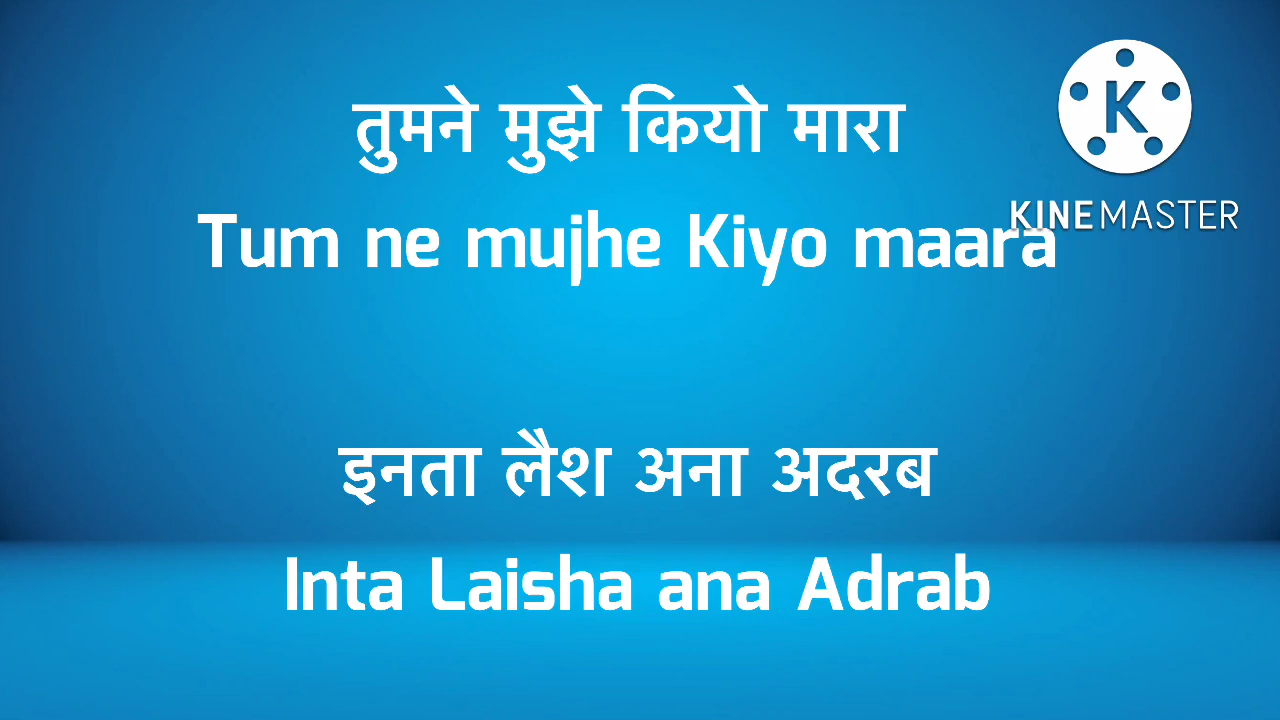 तुमने मुझे कियो मारा
Tum ne mujhe Kiyo maara
K
KINEMASTER
इनता लैश अना अदरब
Inta Laisha ana Adrab